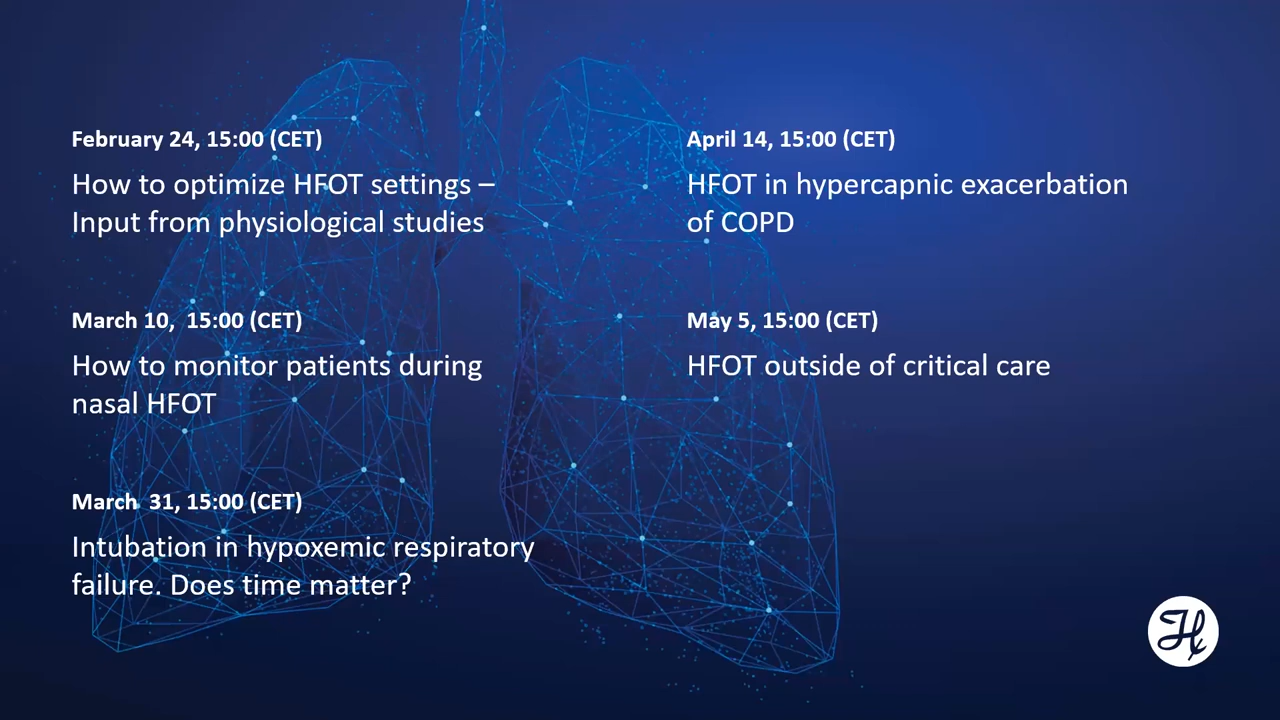 February 24, 15:00 (CET)
How to optimize HFOT settings –
Input from physiological studies
March 10,  15:00 (CET)
How to monitor patients during
nasal HFOT
March  31, 15:00 (CET)
Intubation in hypoxemic respiratory
failure. Does time matter?
April 14, 15:00 (CET)
HFOT in hypercapnic exacerbation
of COPD
May 5, 15:00 (CET)
HFOT outside of critical care